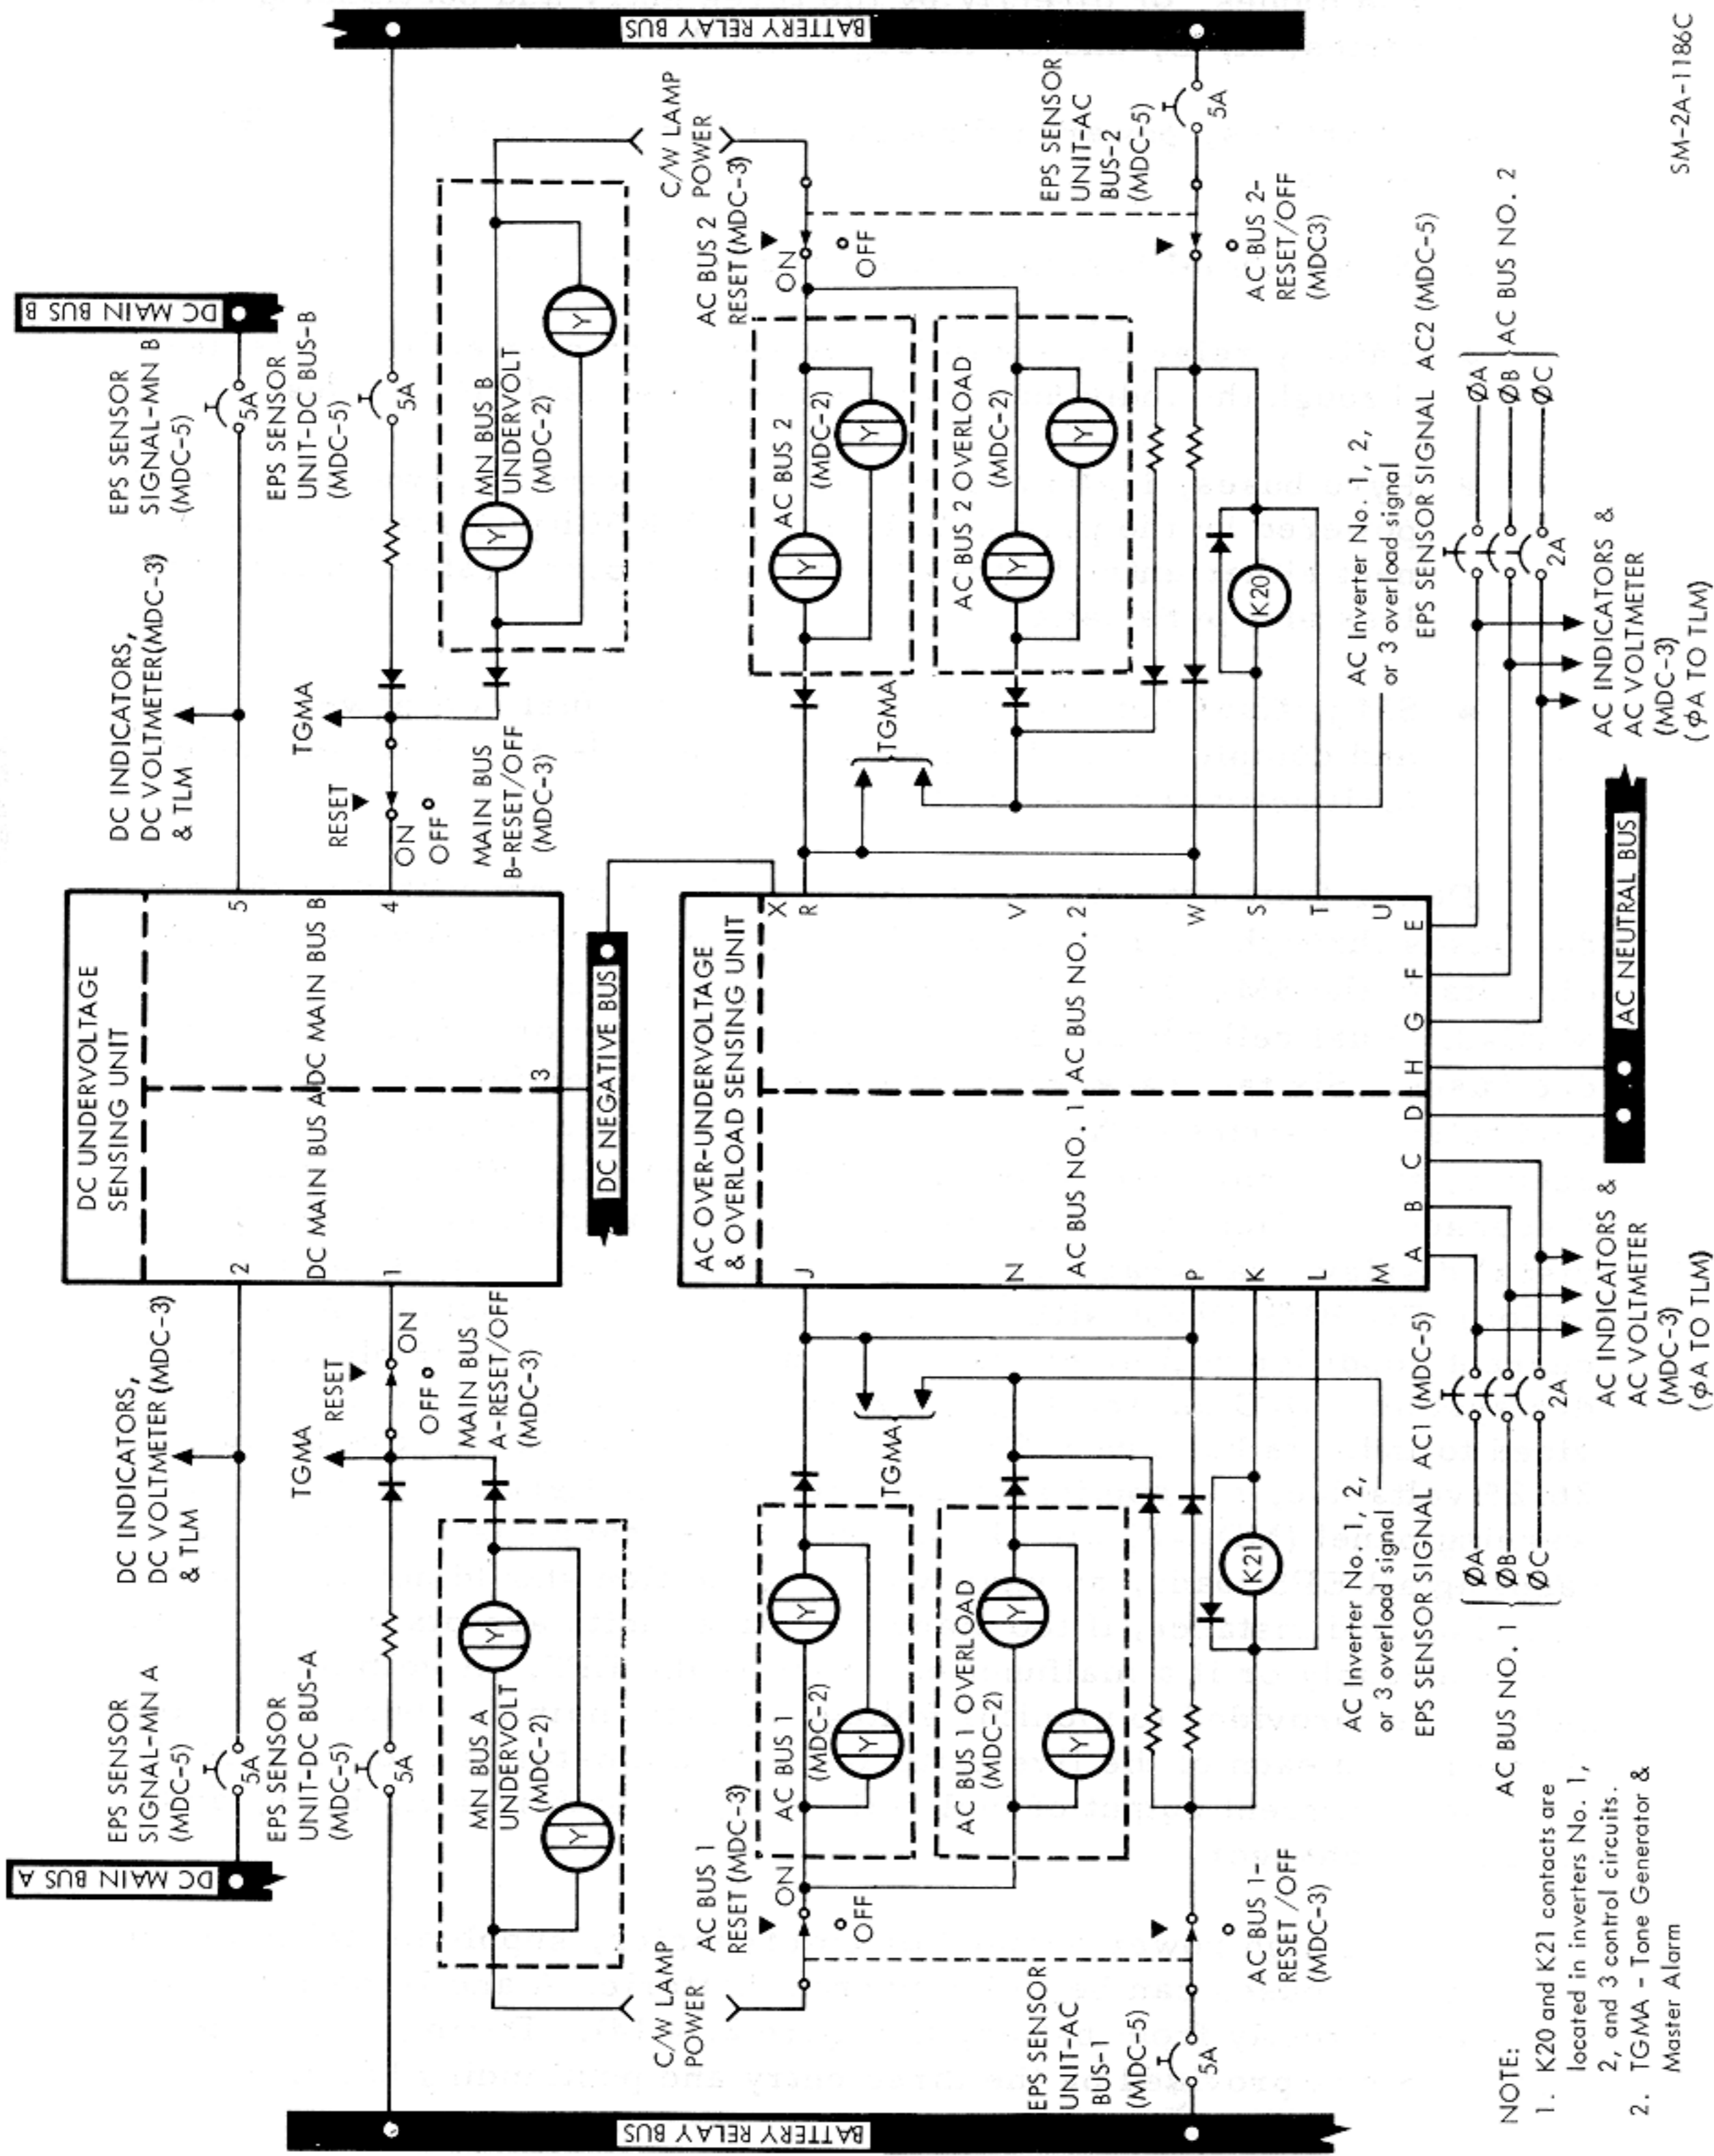 DC MAIN BUS A
EPS SENSOR
SIGNAL-MN A
(MDC-5)
5A
DC INDICATORS,
DC VOLTMETER (MDC-3)
& TLM
DC UNDERVOLTAGE
SENSING UNIT
2
5
DC MAIN BUS A
DC MAIN BUS B
1
4
3
DC INDICATORS,
DC VOLTMETER(MDC-3)
& TLM
EPS SENSOR
SIGNAL-MN B
(MDC-5)
5A
DC MAIN BUS B
EPS SENSOR
UNIT-DC BUS-A
(MDC-5)
5A
TGMA
RESET
ON
OFF
MAIN BUS
A-RESET/OFF
(MDC-3)
TGMA
RESET
ON
OFF
MAIN BUS
B-RESET/OFF
(MDC-3)
EPS SENSOR
UNIT-DC BUS-B
(MDC-5)
5A
MN BUS A
UNDERVOLT
(MDC-2)
Y
Y
MN BUS B
UNDERVOLT
(MDC-2)
Y
Y
BATTERY RELAY BUS
BATTERY RELAY BUS
DC NEGATIVE BUS
C/W LAMP
POWER
AC BUS 1
RESET (MDC-3)
ON
OFF
AC BUS 1
(MDC-2)
Y
Y
AC BUS 1 OVERLOAD
(MDC-2)
Y
Y
TGMA
AC OVER-UNDERVOLTAGE
& OVERLOAD SENSING UNIT
X
J
R
N
V
AC BUS NO. 1
AC BUS NO. 2
P
W
K
S
L
T
M
U
A
B
C
D
H
G
F
E
TGMA
AC BUS 2
(MDC-2)
Y
Y
AC BUS 2 OVERLOAD
(MDC-2)
Y
Y
C/W LAMP
POWER
AC BUS 2
RESET (MDC-3)
ON
OFF
EPS SENSOR
UNIT-AC
BUS-1
(MDC-5)
5A
AC BUS 1-
RESET/OFF
(MDC-3)
K21
K20
EPS SENSOR
UNIT-AC
BUS-2
(MDC-5)
5A
AC BUS 2-
RESET/OFF
(MDC3)
AC Inverter No. 1, 2,
or 3 overload signal
AC Inverter No. 1, 2,
or 3 overload signal
EPS SENSOR SIGNAL AC1 (MDC-5)
AC BUS NO. 1
ØA
ØB
ØC
2A
AC INDICATORS &
AC VOLTMETER
(MDC-3)
(ϕA TO TLM)
AC NEUTRAL BUS
EPS SENSOR SIGNAL AC2 (MDC-5)
ØA
ØB
ØC
AC BUS NO. 2
2A
AC INDICATORS &
AC VOLTMETER
(MDC-3)
(ϕA TO TLM)
NOTE:
1. K20 and K21 contacts are
located in inverters No. 1,
2, and 3 control circuits.
2. TGMA - Tone Generator &
Master Alarm
SM-2A-1186C